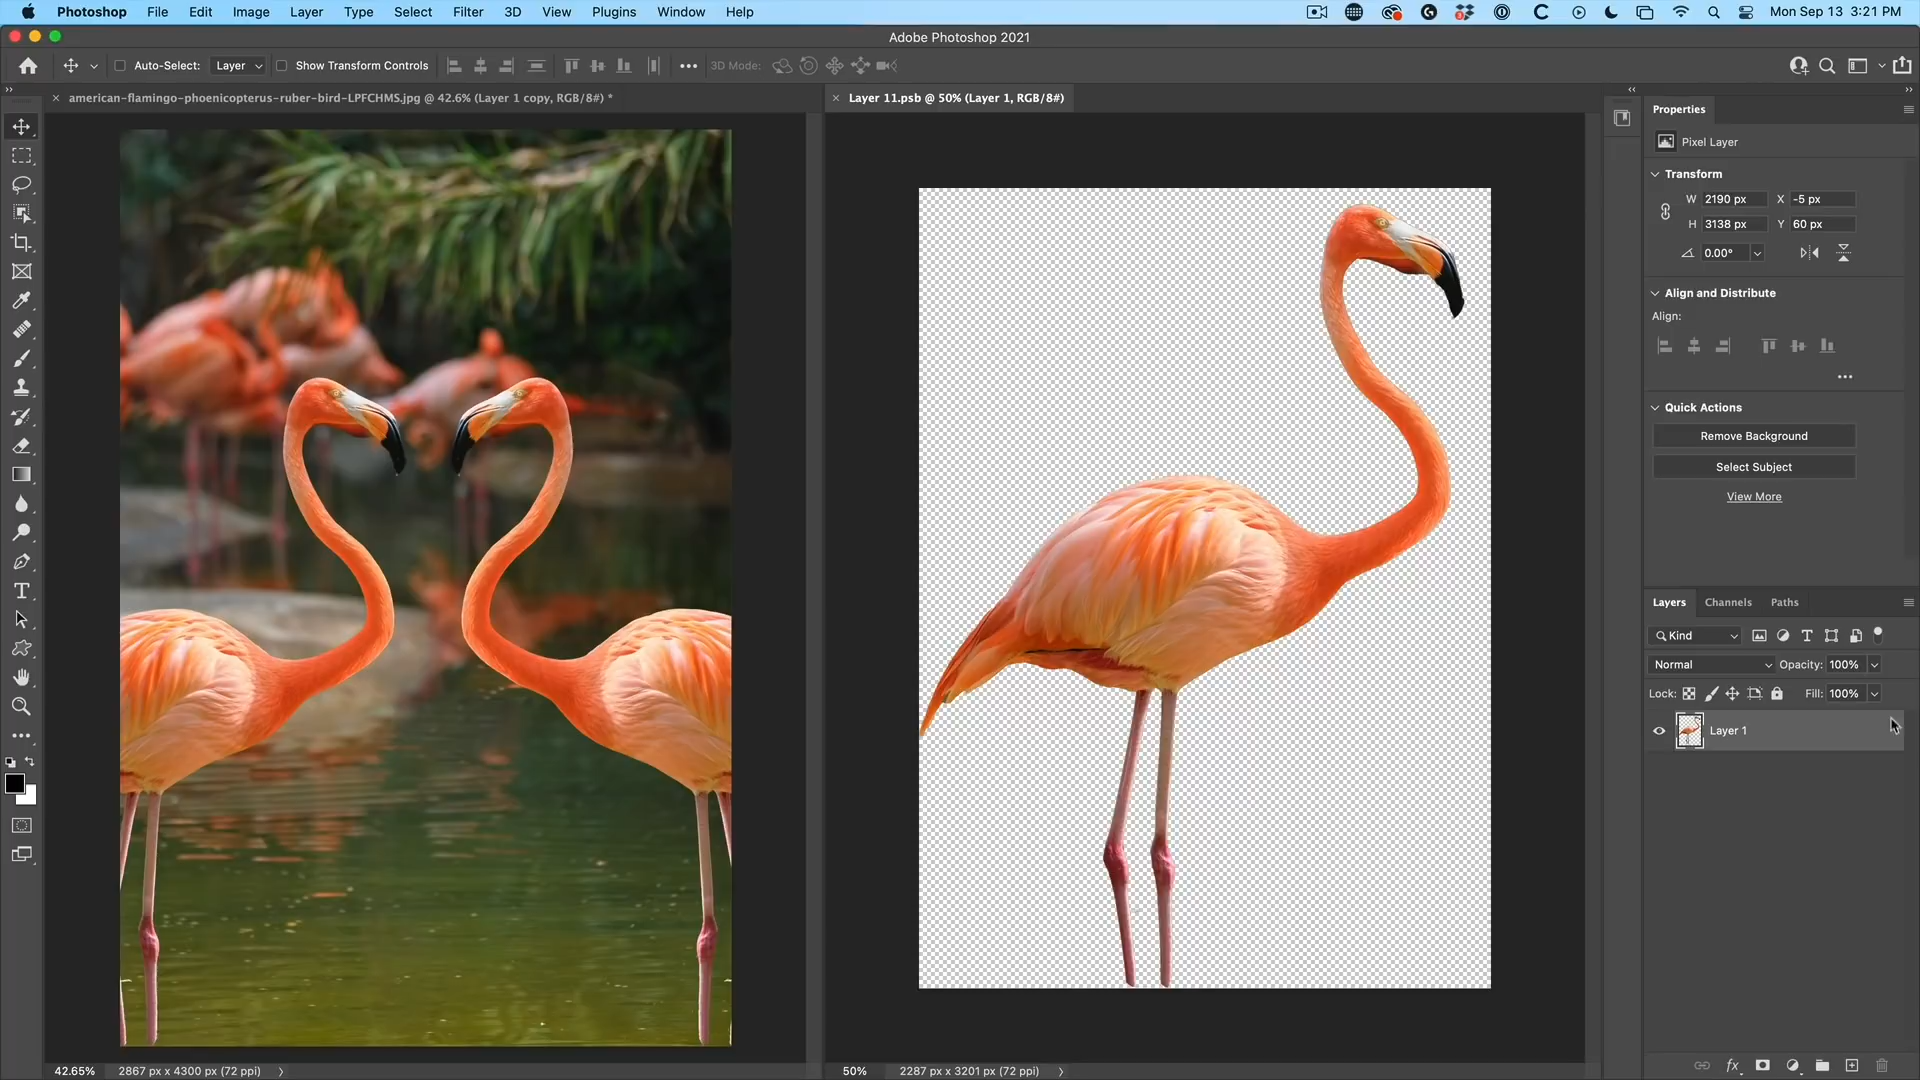 Photoshop File Edit Image Layer Type Select Filter 3D View Plugins Window Help Mon Sep 13 3:21 PM
Adobe Photoshop 2021
Auto-Select: Layer Show Transform Controls 3D Mode:
american-flamingo-phoenicopterus-ruber-bird-LPFCHMS.jpg @ 42.6% (Layer 1 copy, RGB/8#) *
Layer 11.psb @ 50% (Layer 1, RGB/8#)
Properties
Pixel Layer
Transform
W 2190 px X -5 px
H 3138 px Y 60 px
0.00°
Align and Distribute
Align:
Quick Actions
Remove Background
Select Subject
View More
Layers Channels Paths
Kind
Normal Opacity: 100%
Lock: Fill: 100%
Layer 1
42.65% 2867 px x 4300 px (72 ppi)
50% 2287 px x 3201 px (72 ppi)